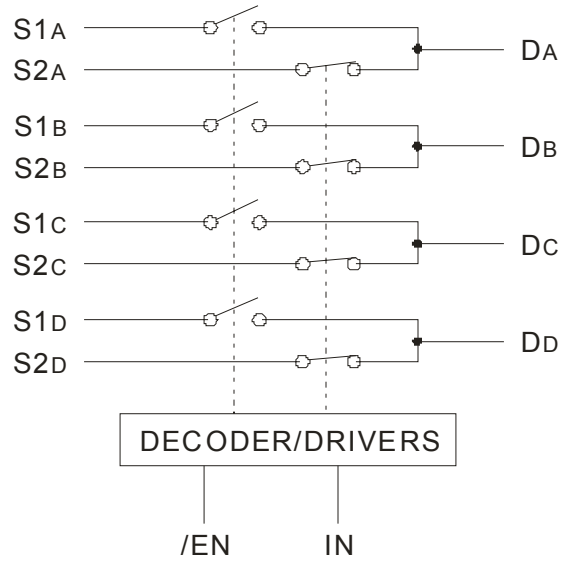 S1A
DA
S2A
S1B
DB
S2B
S1C
DC
S2C
S1D
DD
S2D
DECODER/DRIVERS
/EN IN